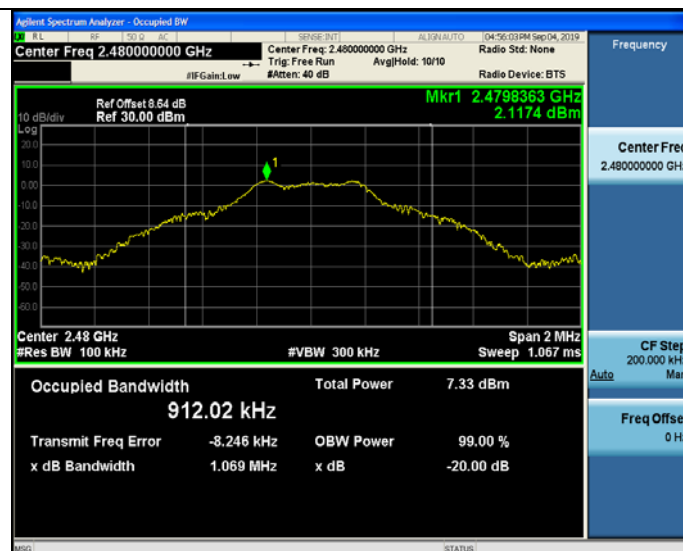 Agilent Spectrum Analyzer - Occupied BW
RL RF 50 Ω AC SENSE:INT ALIGN AUTO 04:56:03 PM Sep 04, 2019
Center Freq 2.480000000 GHz
Center Freq: 2.480000000 GHz
Radio Std: None
Trig: Free Run Avg|Hold: 10/10
#IFGain:Low #Atten: 40 dB Radio Device: BTS
Frequency
Ref Offset 8.64 dB
10 dB/div Ref 30.00 dBm
Mkr1 2.4798363 GHz
2.1174 dBm
Log
20.0
10.0
1
0.00
-10.0
-20.0
-30.0
-40.0
-50.0
-60.0
Center 2.48 GHz Span 2 MHz
#Res BW 100 kHz #VBW 300 kHz Sweep 1.067 ms
Occupied Bandwidth Total Power 7.33 dBm
912.02 kHz
Transmit Freq Error -8.246 kHz OBW Power 99.00 %
x dB Bandwidth 1.069 MHz x dB -20.00 dB
Center Freq
2.480000000 GHz
CF Step
200.000 kHz
Auto Man
Freq Offset
0 Hz
MSG STATUS